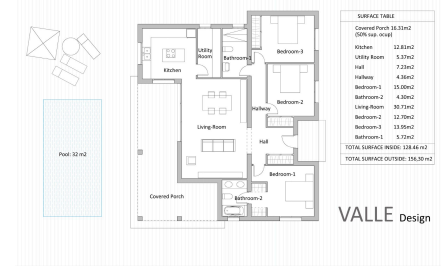 SURFACE TABLE
Covered Porch 16.31m2
(50% sup. ocup)
Kitchen 12.81m2
Utility Room 5.37m2
Hall 7.23m2
Hallway 4.36m2
Bedroom-1 15.00m2
Bathroom-2 4.30m2
Living-Room 30.71m2
Bedroom-2 12.70m2
Bedroom-3 13.95m2
Bathroom-1 5.72m2
TOTAL SURFACE INSIDE: 128.46 m2
TOTAL SURFACE OUTSIDE: 156,30 m2
Utility
Room
Bathroom-1
Bedroom-3
Kitchen
Bedroom-2
Hallway
Living-Room
Hall
Pool: 32 m2
Bedroom-1
Covered Porch
Bathroom-2
VALLE Design